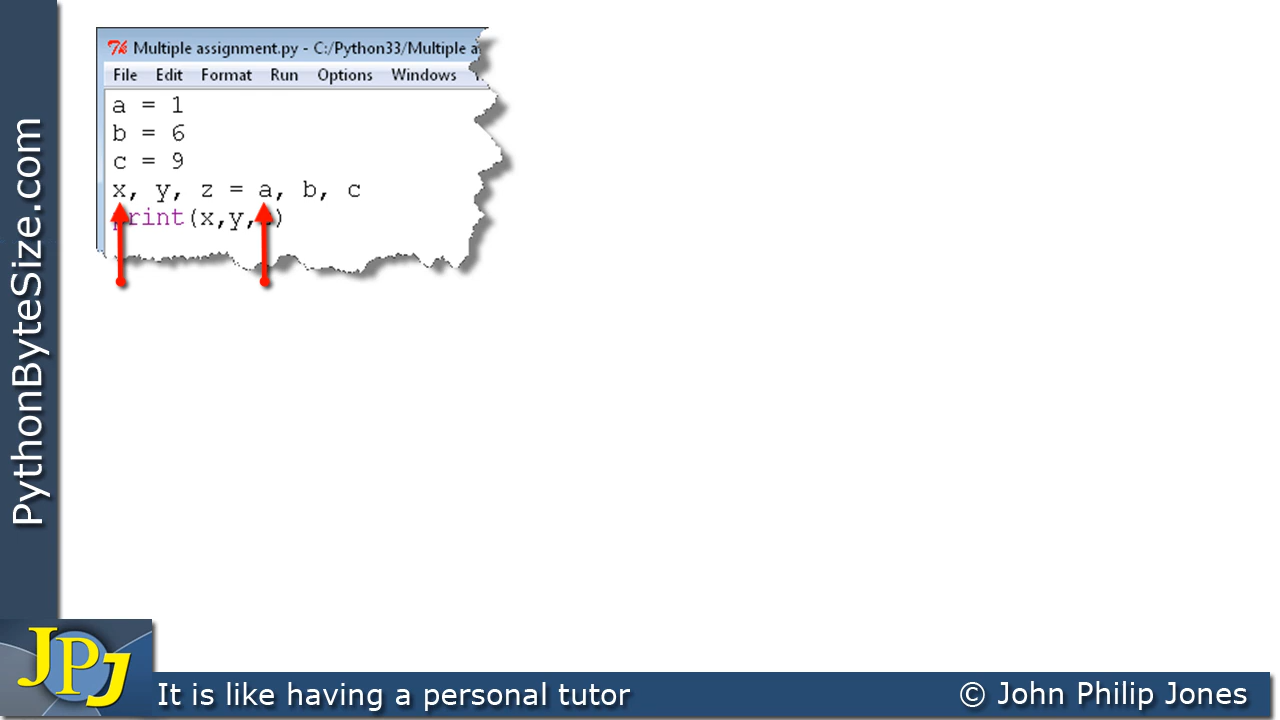 Multiple assignment.py - C:/Python33/Multiple
File Edit Format Run Options Windows
a = 1
b = 6
c = 9
x, y, z = a, b, c
print(x,y, )
PythonByteSize.com
JPJ
It is like having a personal tutor
© John Philip Jones